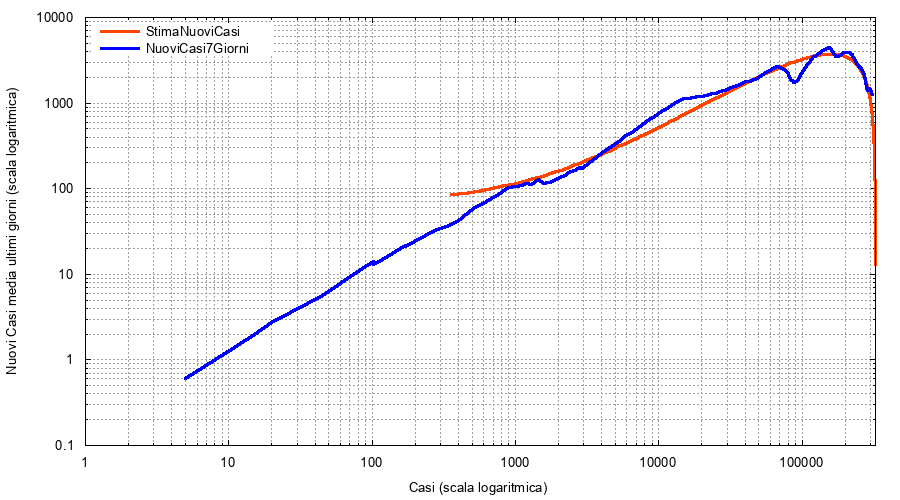 10000
1000
100
10
1
0.1
Nuovi Casi media ultimi giorni (scala logaritmica)
StimaNuoviCasi
NuoviCasi7Giorni
1 10 100 1000 10000 100000
Casi (scala logaritmica)